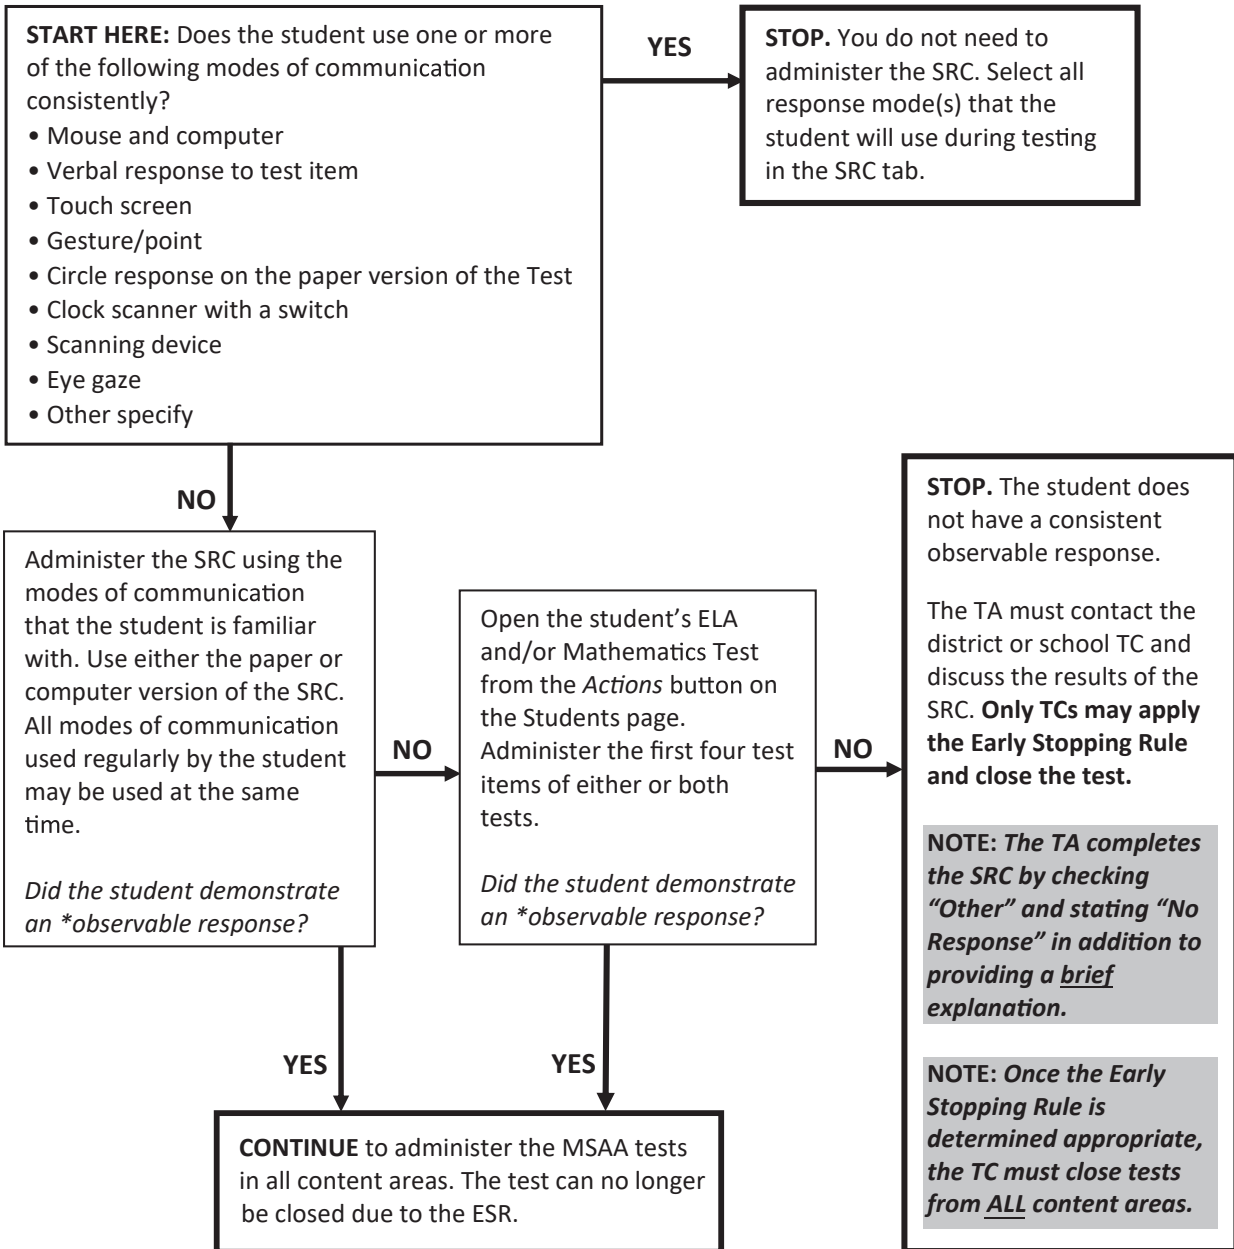 START HERE: Does the student use one or more
of the following modes of communication
consistently?
• Mouse and computer
• Verbal response to test item
• Touch screen
• Gesture/point
• Circle response on the paper version of the Test
• Clock scanner with a switch
• Scanning device
• Eye gaze
• Other specify
YES
STOP. You do not need to
administer the SRC. Select all
response mode(s) that the
student will use during testing
in the SRC tab.
NO
Administer the SRC using the
modes of communication
that the student is familiar
with. Use either the paper or
computer version of the SRC.
All modes of communication
used regularly by the student
may be used at the same
time.
Did the student demonstrate
an *observable response?
NO
Open the student’s ELA
and/or Mathematics Test
from the Actions button on
the Students page.
Administer the first four test
items of either or both
tests.
Did the student demonstrate
an *observable response?
NO
STOP. The student does
not have a consistent
observable response.
The TA must contact the
district or school TC and
discuss the results of the
SRC. Only TCs may apply
the Early Stopping Rule
and close the test.
NOTE: The TA completes
the SRC by checking
“Other” and stating “No
Response” in addition to
providing a brief
explanation.
NOTE: Once the Early
Stopping Rule is
determined appropriate,
the TC must close tests
from ALL content areas.
YES
YES
CONTINUE to administer the MSAA tests
in all content areas. The test can no longer
be closed due to the ESR.